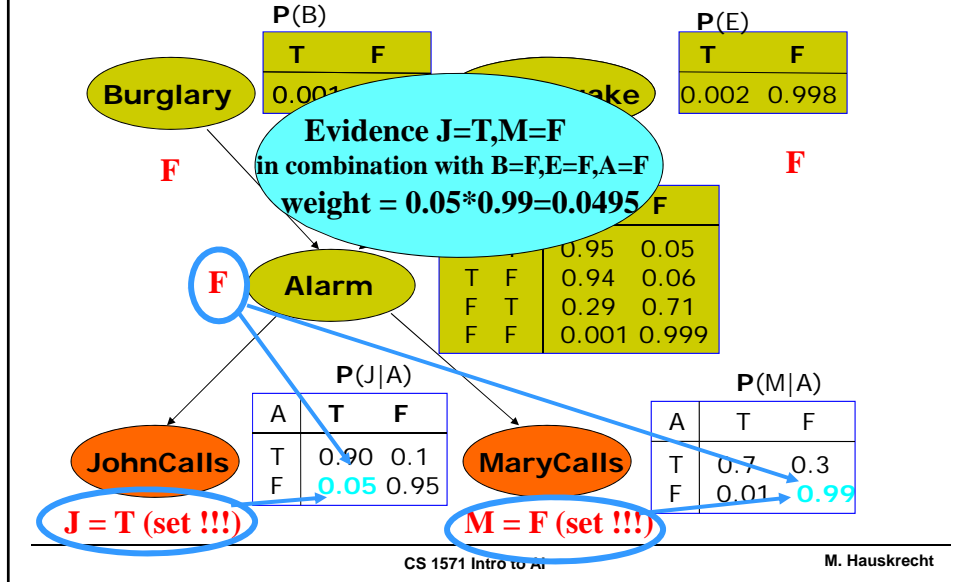 P(B)
P(E)
T F
T F
Burglary
0.001
ake
0.002 0.998
Evidence J=T,M=F
in combination with B=F,E=F,A=F
weight = 0.05*0.99=0.0495
F
F
F
0.95 0.05
T F 0.94 0.06
F T 0.29 0.71
F F 0.001 0.999
F
Alarm
P(J|A)
A T F
T 0.90 0.1
F 0.05 0.95
P(M|A)
A T F
T 0.7 0.3
F 0.01 0.99
JohnCalls
MaryCalls
J = T (set !!!)
M = F (set !!!)
CS 1571 Intro to AI
M. Hauskrecht